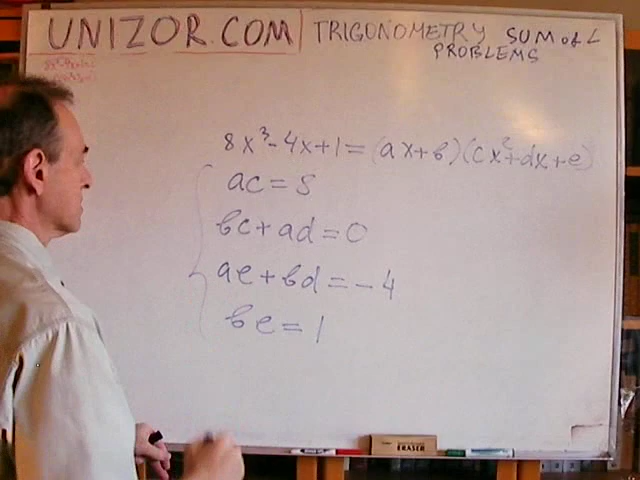 UNIZOR.COM | TRIGONOMETRY SUM of ∠
PROBLEMS
8x³-4x+1=(ax+b)(cx²+dx+e)
ac=8
bc+ad=0
ae+bd=-4
be=1
ERASER